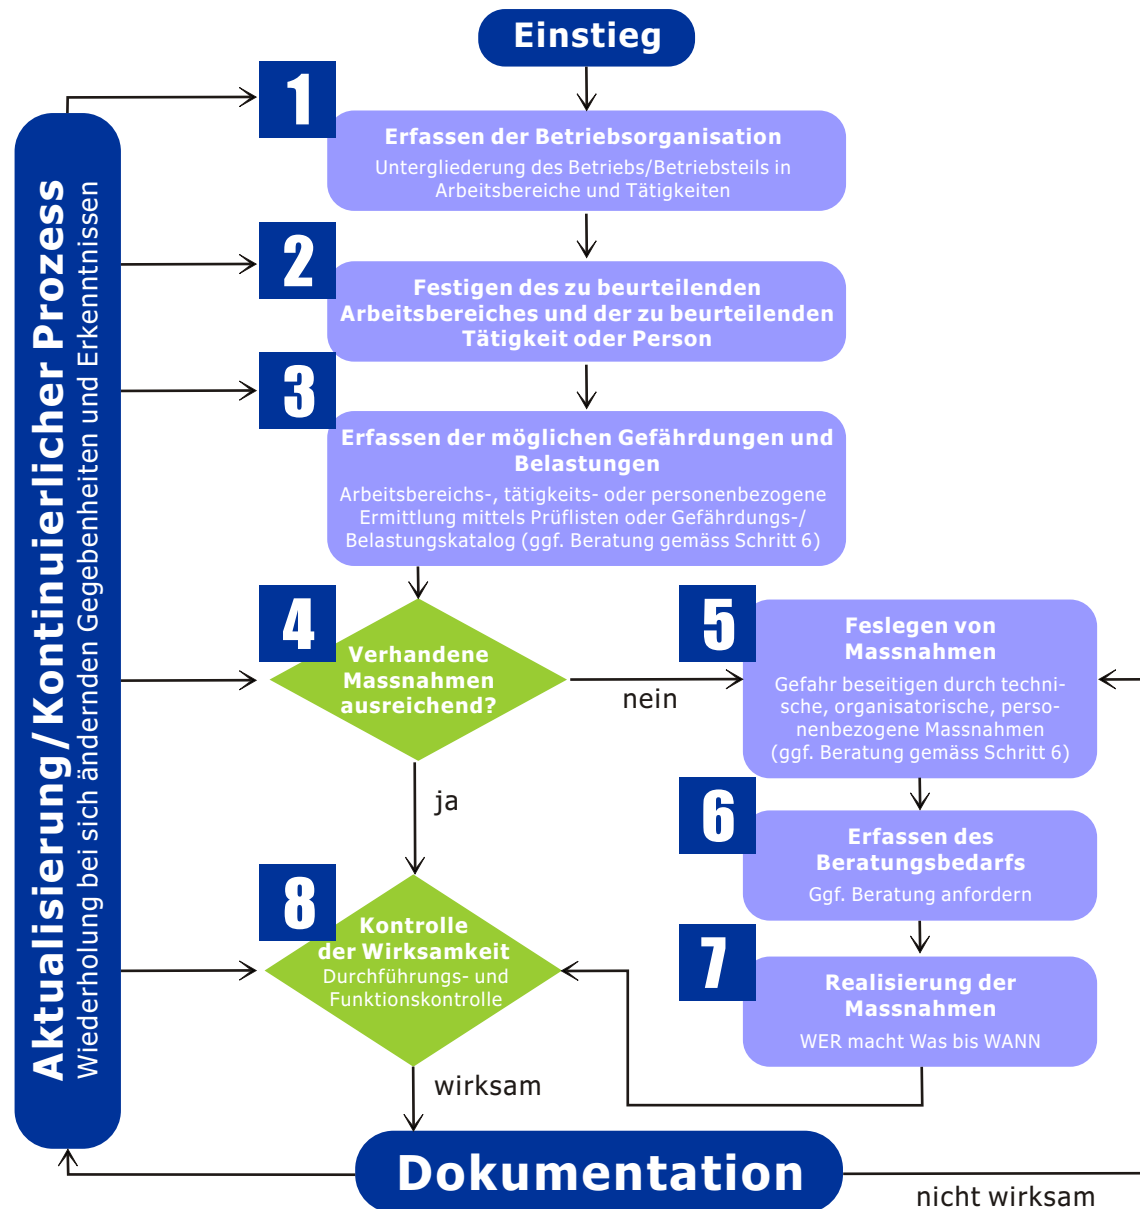 Einstieg
1
Erfassen der Betriebsorganisation
Untergliederung des Betriebs/Betriebsteils in
Arbeitsbereiche und Tätigkeiten
2
Festigen des zu beurteilenden
Arbeitsbereiches und der zu beurteilenden
Tätigkeit oder Person
3
Erfassen der möglichen Gefährdungen und
Belastungen
Arbeitsbereichs-, tätigkeits- oder personenbezogene
Ermittlung mittels Prüflisten oder Gefährdungs-/
Belastungskatalog (ggf. Beratung gemäss Schritt 6)
4
Verhandene
Massnahmen
ausreichend?
nein
ja
5
Feslegen von
Massnahmen
Gefahr beseitigen durch techni-
sche, organisatorische, perso-
nenbezogene Massnahmen
(ggf. Beratung gemäss Schritt 6)
6
Erfassen des
Beratungsbedarfs
Ggf. Beratung anfordern
7
Realisierung der
Massnahmen
WER macht Was bis WANN
8
Kontrolle
der Wirksamkeit
Durchführungs- und
Funktionskontrolle
wirksam
Dokumentation
nicht wirksam
Aktualisierung/Kontinuierlicher Prozess
Wiederholung bei sich ändernden Gegebenheiten und Erkenntnissen